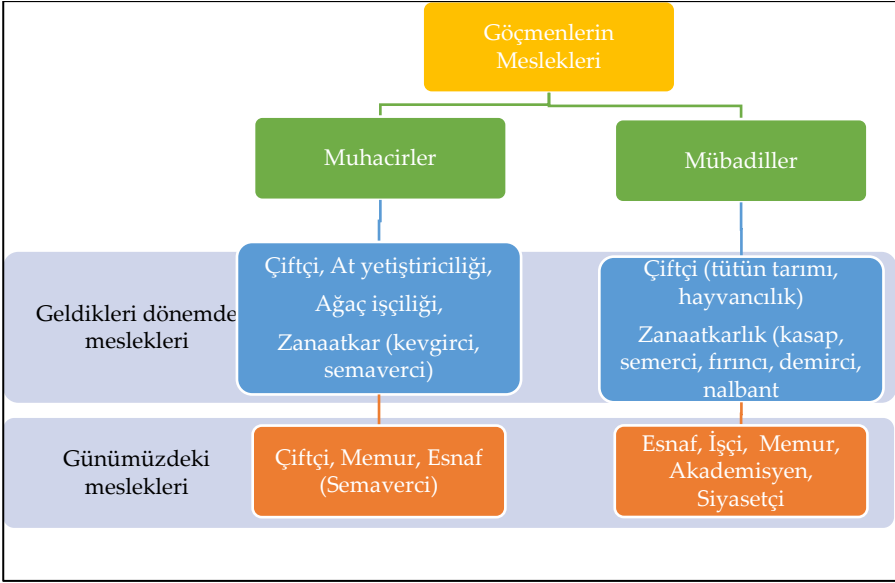 Göçmenlerin
Meslekleri
Muhacirler
Mübadiller
Geldikleri dönemde
meslekleri
Çiftçi, At yetiştiriciliği,
Ağaç işçiliği,
Zanaatkar (kevgirci,
semaverci)
Çiftçi (tütün tarımı,
hayvancılık)
Zanaatkarlık (kasap,
semerci, fırıncı, demirci,
nalbant
Günümüzdeki
meslekleri
Çiftçi, Memur, Esnaf
(Semaverci)
Esnaf, İşçi, Memur,
Akademisyen,
Siyasetçi